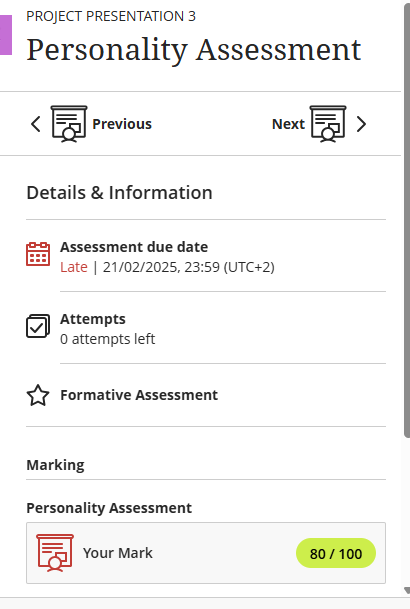 PROJECT PRESENTATION 3
Personality Assessment
Previous
Next
Details & Information
Assessment due date
Late | 21/02/2025, 23:59 (UTC+2)
Attempts
0 attempts left
Formative Assessment
Marking
Personality Assessment
Your Mark
80 / 100